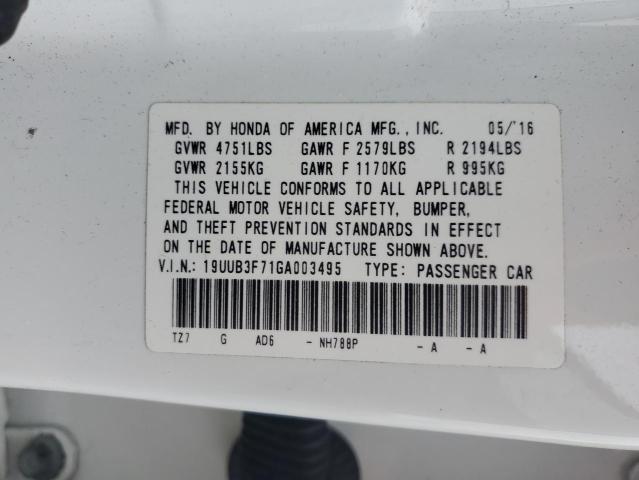 MFD. BY HONDA OF AMERICA MFG., INC. 05/'16
GVWR 4751LBS GAWR F 2579LBS R 2194LBS
GVWR 2155KG GAWR F 1170KG R 995KG
THIS VEHICLE CONFORMS TO ALL APPLICABLE
FEDERAL MOTOR VEHICLE SAFETY, BUMPER,
AND THEFT PREVENTION STANDARDS IN EFFECT
ON THE DATE OF MANUFACTURE SHOWN ABOVE.
V.I.N.: 19UUB3F71GA003495 TYPE: PASSENGER CAR
TZ7 G AD6 - NH788P - A - A